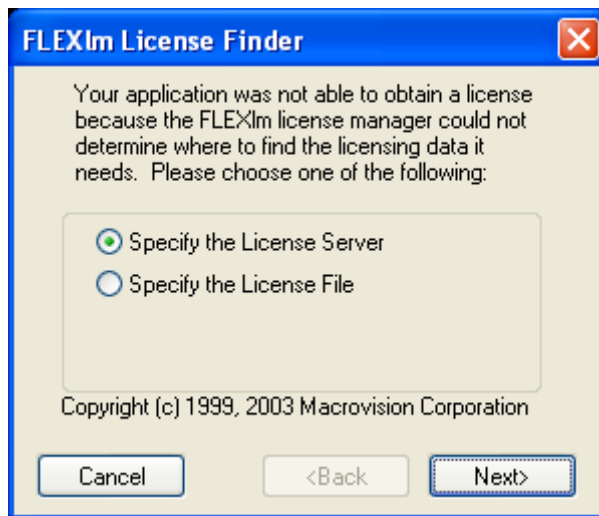 FLEXlm License Finder
Your application was not able to obtain a license
because the FLEXlm license manager could not
determine where to find the licensing data it
needs.  Please choose one of the following:
Specify the License Server
Specify the License File
Copyright (c) 1999, 2003 Macrovision Corporation
Cancel
<Back
Next>